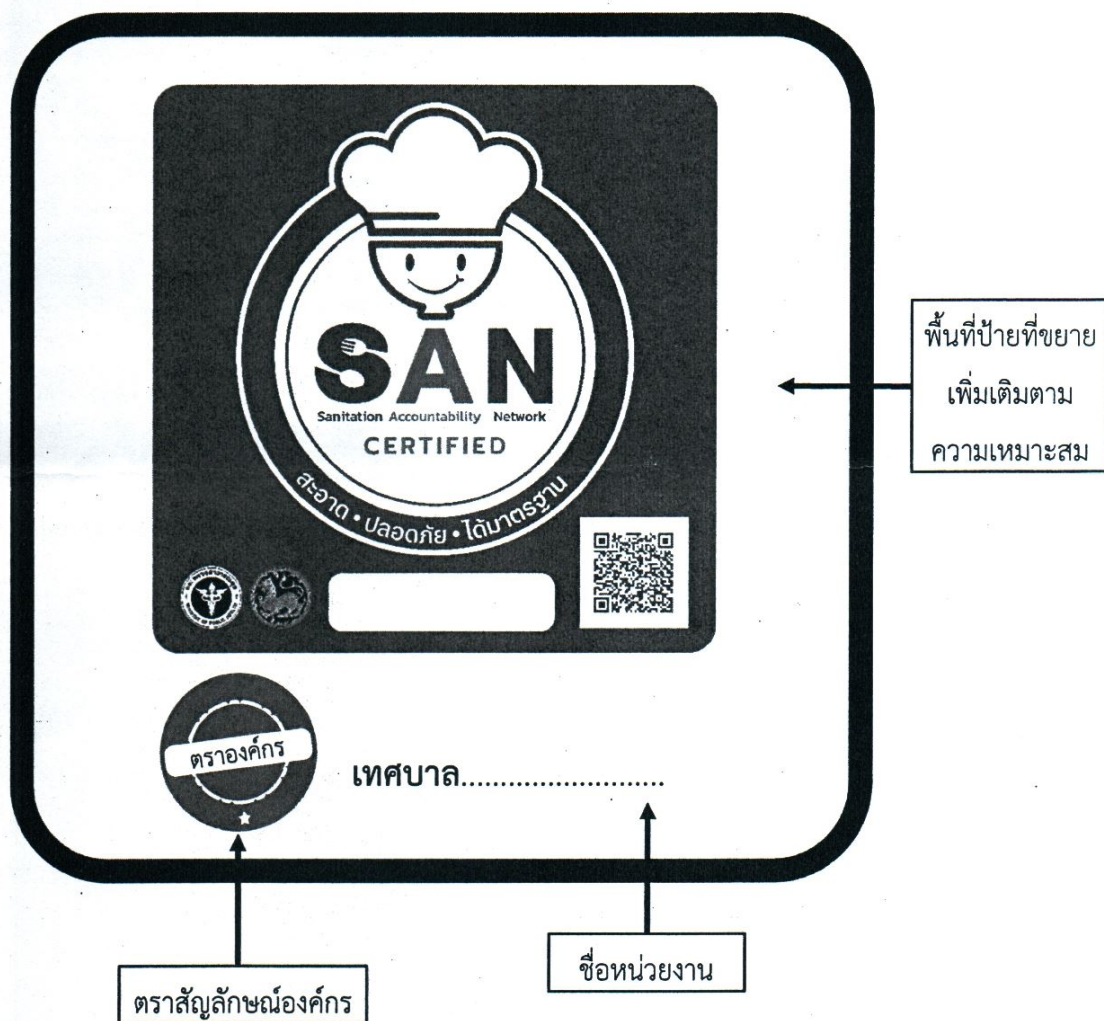 SAN
Sanitation Accountability Network
CERTIFIED
สะอาด • ปลอดภัย • ได้มาตรฐาน
ตราองค์กร
เทศบาล..........................
พื้นที่ป้ายที่ขยาย
เพิ่มเติมตาม
ความเหมาะสม
ชื่อหน่วยงาน
ตราสัญลักษณ์องค์กร